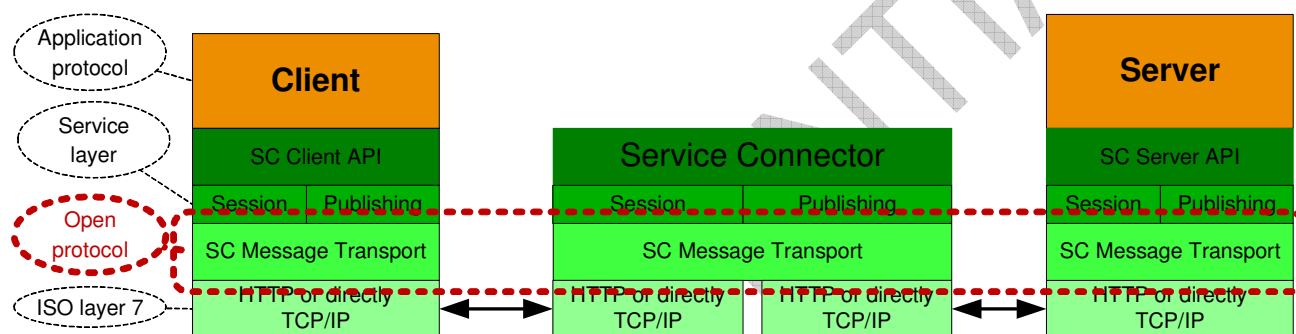 Application
protocol
Client
Server
Service
layer
SC Client API
Service Connector
SC Server API
Session
Publishing
Session
Publishing
Session
Publishing
Open
protocol
SC Message Transport
SC Message Transport
SC Message Transport
ISO layer 7
HTTP or directly
TCP/IP
HTTP or directly
TCP/IP
HTTP or directly
TCP/IP
HTTP or directly
TCP/IP